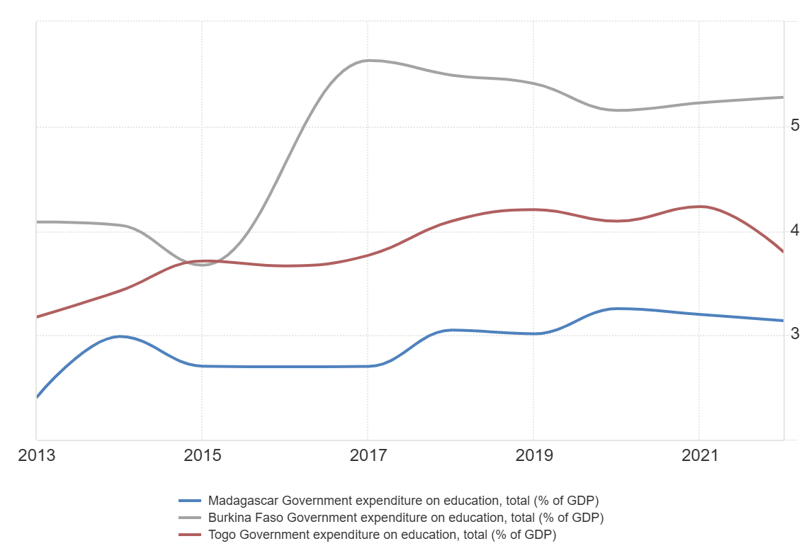 5
4
3
2013 2015 2017 2019 2021
Madagascar Government expenditure on education, total (% of GDP)
Burkina Faso Government expenditure on education, total (% of GDP)
Togo Government expenditure on education, total (% of GDP)